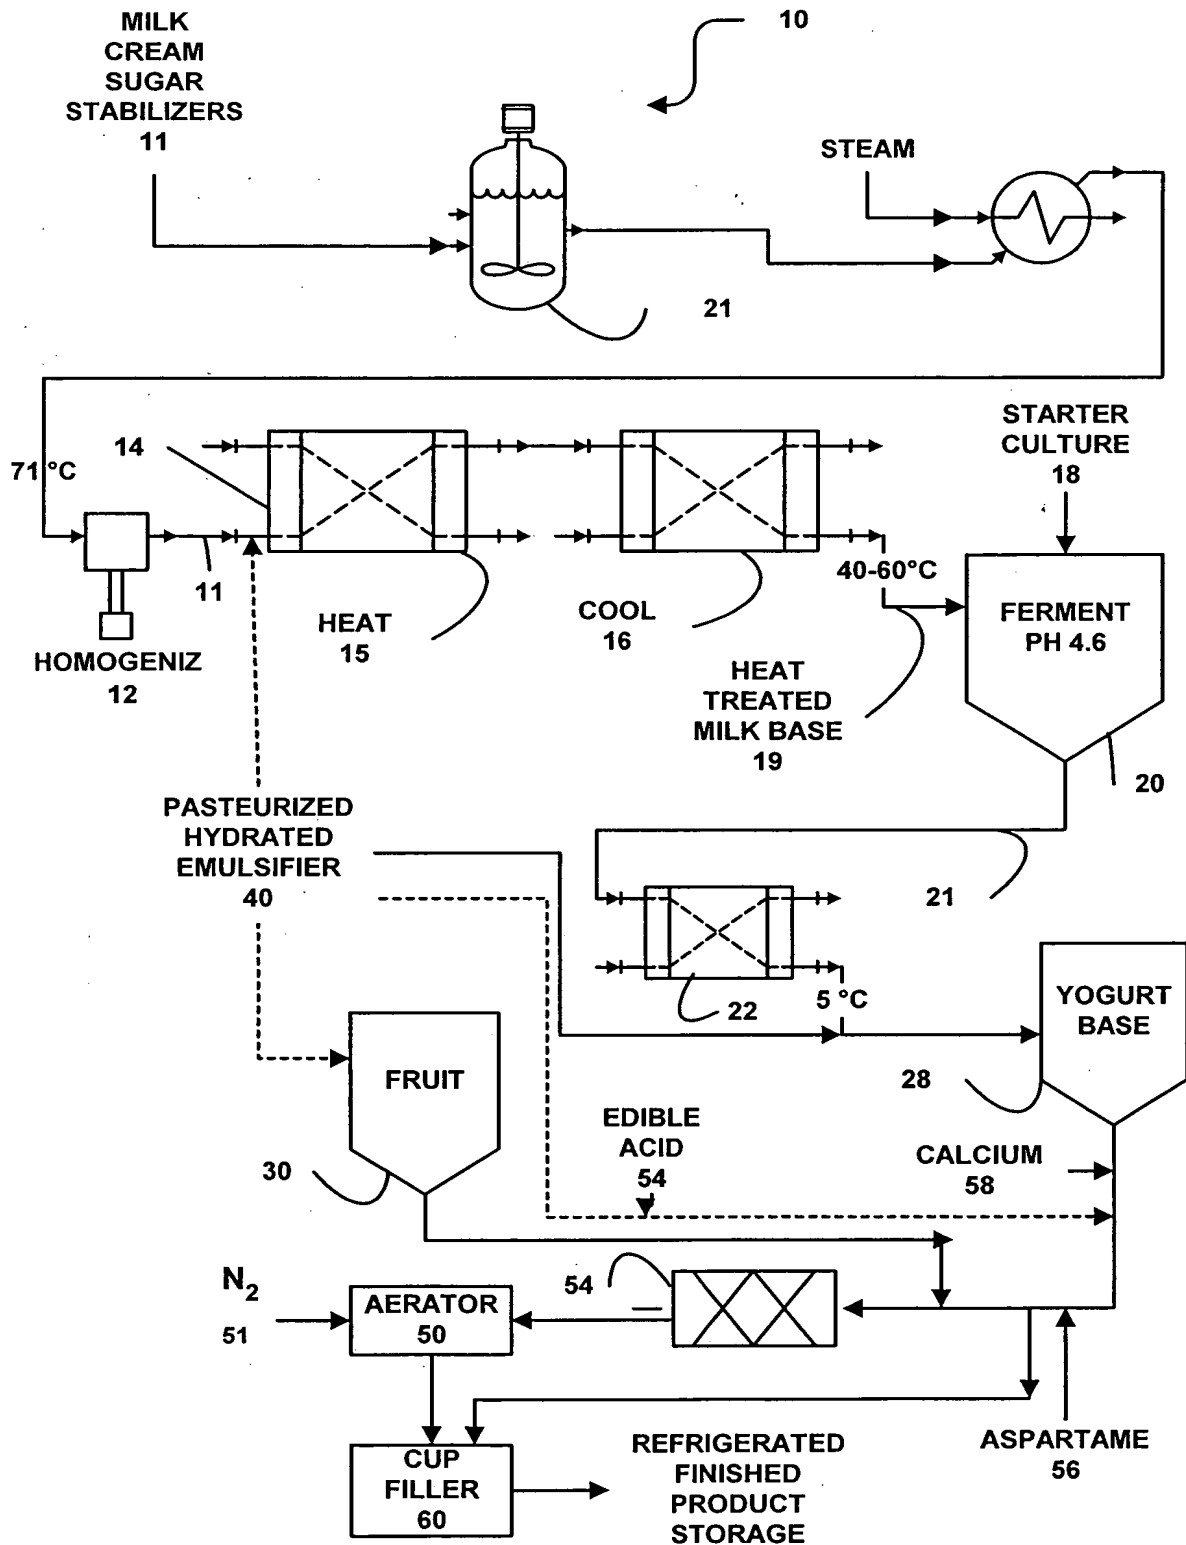 10
MILK
CREAM
SUGAR
STABILIZERS
11
STEAM
21
STARTER
CULTURE
18
14
71 °C
11
HOMOGENIZ
12
HEAT
15
COOL
16
40-60°C
FERMENT
PH 4.6
HEAT
TREATED
MILK BASE
19
20
PASTEURIZED
HYDRATED
EMULSIFIER
40
21
22
5 °C
YOGURT
BASE
28
FRUIT
30
EDIBLE
ACID
54
CALCIUM
58
N2
51
54
AERATOR
50
CUP
FILLER
60
REFRIGERATED
FINISHED
PRODUCT
STORAGE
ASPARTAME
56